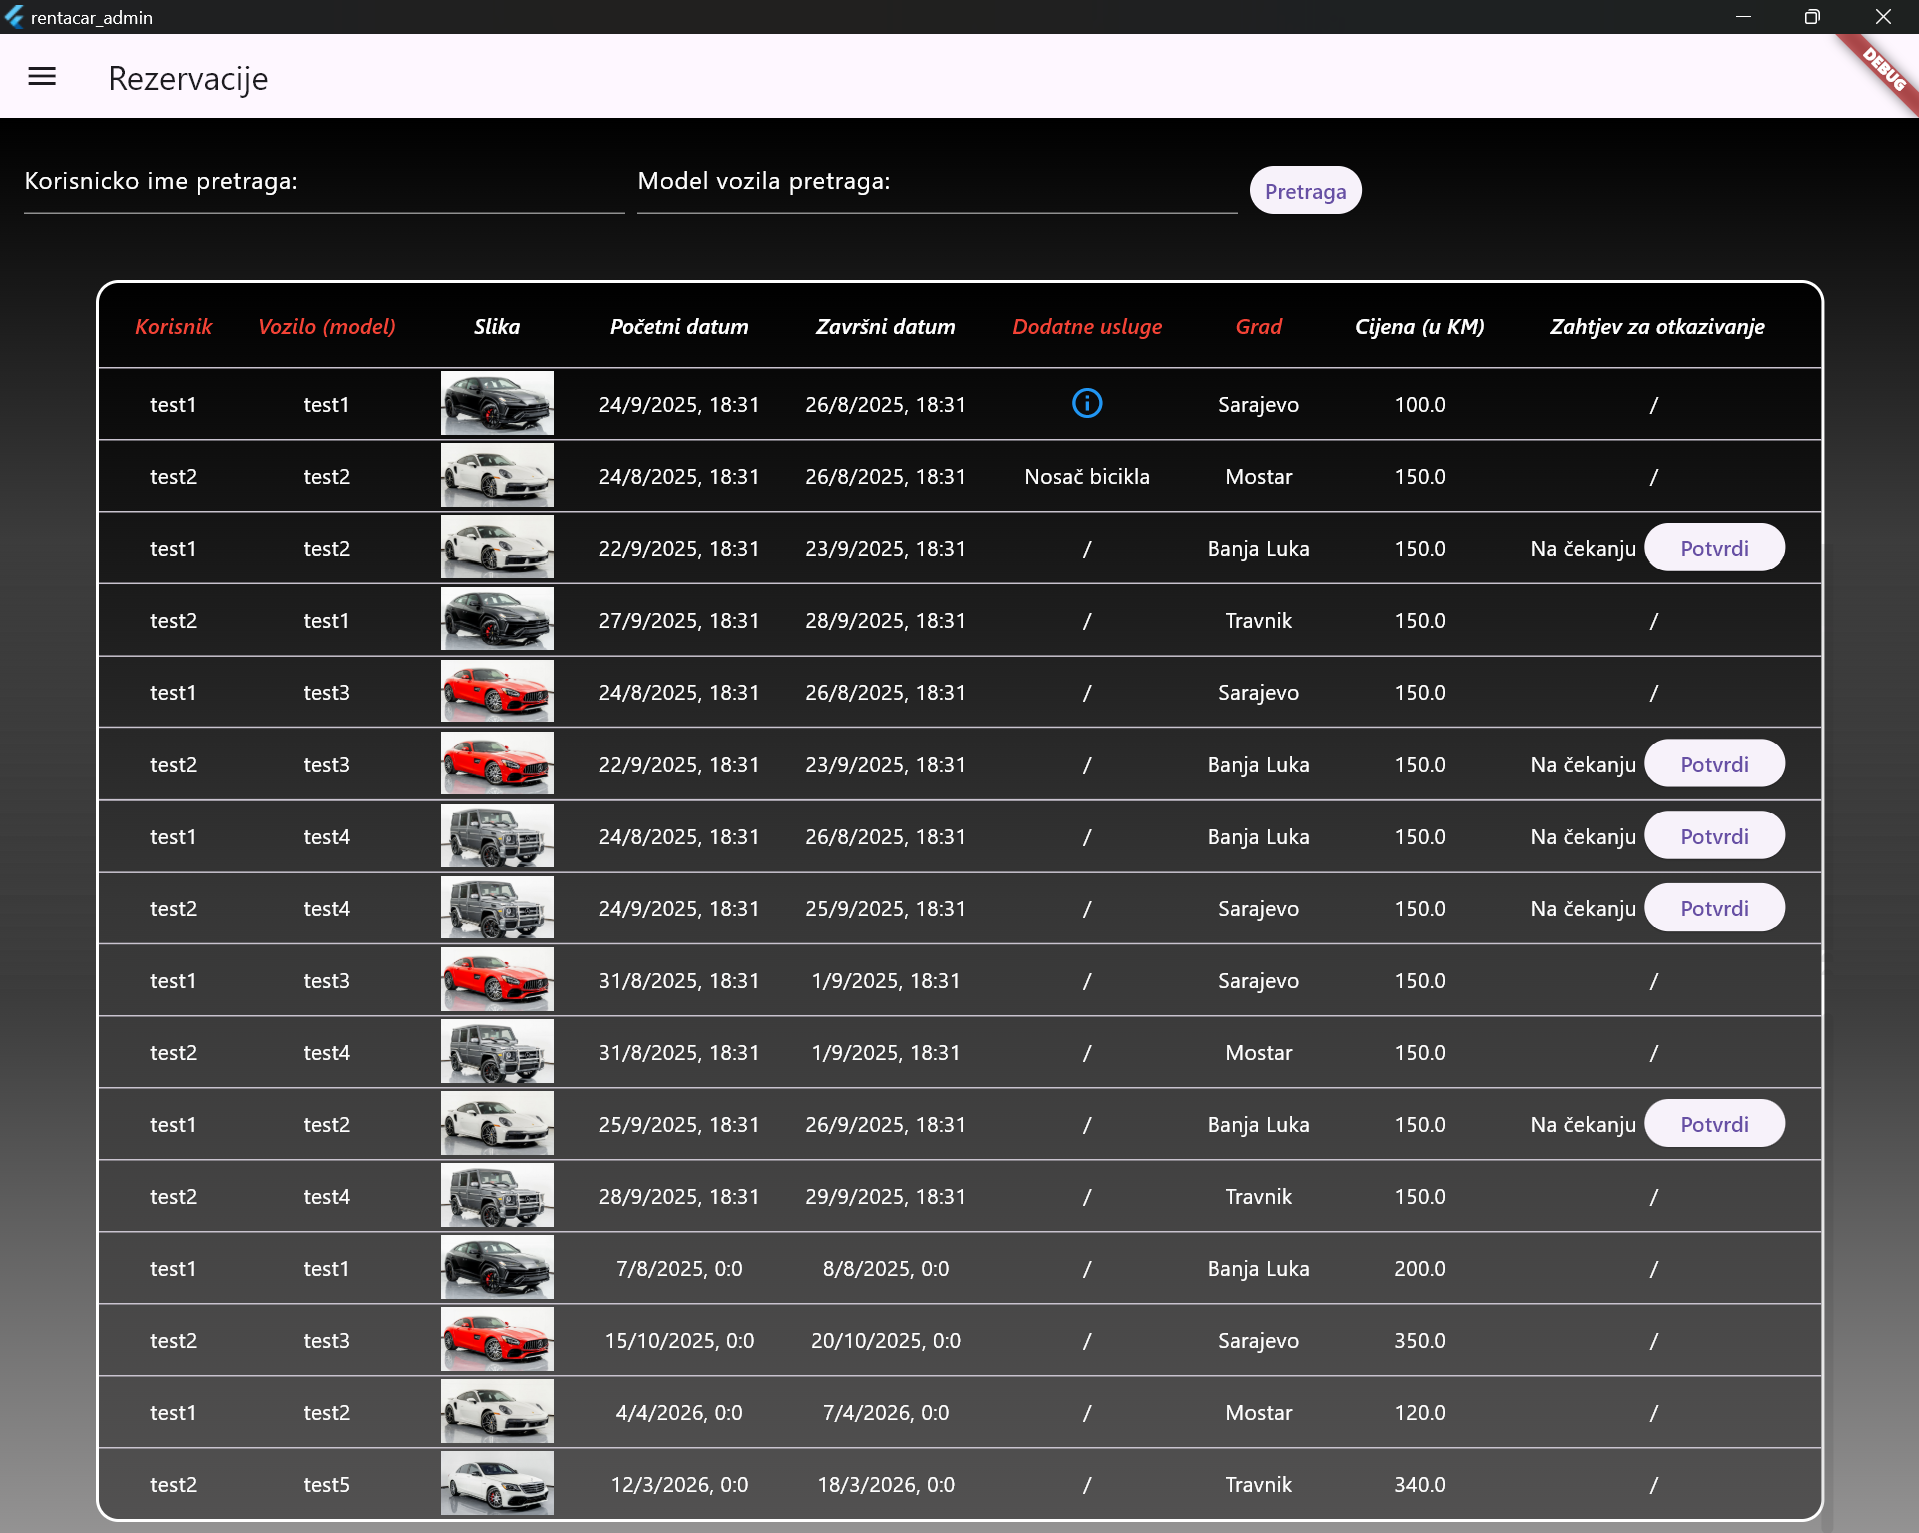 rentacar_admin
Rezervacije
DEBUG
Korisnicko ime pretraga: Model vozila pretraga: Pretraga
Korisnik Vozilo (model) Slika Početni datum Završni datum Dodatne usluge Grad Cijena (u KM) Zahtjev za otkazivanje
test1 test1 24/9/2025, 18:31 26/8/2025, 18:31 Sarajevo 100.0 /
test2 test2 24/8/2025, 18:31 26/8/2025, 18:31 Nosač bicikla Mostar 150.0 /
test1 test2 22/9/2025, 18:31 23/9/2025, 18:31 / Banja Luka 150.0 Na čekanju Potvrdi
test2 test1 27/9/2025, 18:31 28/9/2025, 18:31 / Travnik 150.0 /
test1 test3 24/8/2025, 18:31 26/8/2025, 18:31 / Sarajevo 150.0 /
test2 test3 22/9/2025, 18:31 23/9/2025, 18:31 / Banja Luka 150.0 Na čekanju Potvrdi
test1 test4 24/8/2025, 18:31 26/8/2025, 18:31 / Banja Luka 150.0 Na čekanju Potvrdi
test2 test4 24/9/2025, 18:31 25/9/2025, 18:31 / Sarajevo 150.0 Na čekanju Potvrdi
test1 test3 31/8/2025, 18:31 1/9/2025, 18:31 / Sarajevo 150.0 /
test2 test4 31/8/2025, 18:31 1/9/2025, 18:31 / Mostar 150.0 /
test1 test2 25/9/2025, 18:31 26/9/2025, 18:31 / Banja Luka 150.0 Na čekanju Potvrdi
test2 test4 28/9/2025, 18:31 29/9/2025, 18:31 / Travnik 150.0 /
test1 test1 7/8/2025, 0:0 8/8/2025, 0:0 / Banja Luka 200.0 /
test2 test3 15/10/2025, 0:0 20/10/2025, 0:0 / Sarajevo 350.0 /
test1 test2 4/4/2026, 0:0 7/4/2026, 0:0 / Mostar 120.0 /
test2 test5 12/3/2026, 0:0 18/3/2026, 0:0 / Travnik 340.0 /